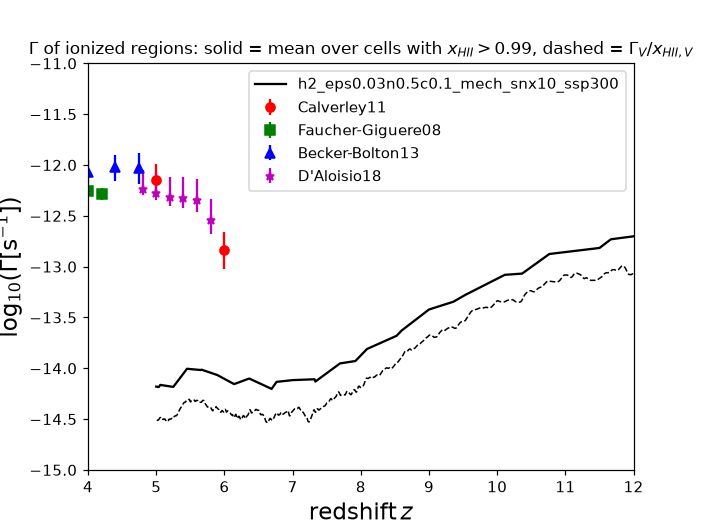 Γ of ionized regions: solid = mean over cells with x_HII > 0.99, dashed = Γ_V/x_HII,V
−11.0
h2_eps0.03n0.5c0.1_mech_snx10_ssp300
Calverley11
Faucher-Giguere08
Becker-Bolton13
D'Aloisio18
−11.5
−12.0
−12.5
−13.0
−13.5
−14.0
−14.5
−15.0
log₁₀(Γ[s⁻¹])
4 5 6 7 8 9 10 11 12
redshift z